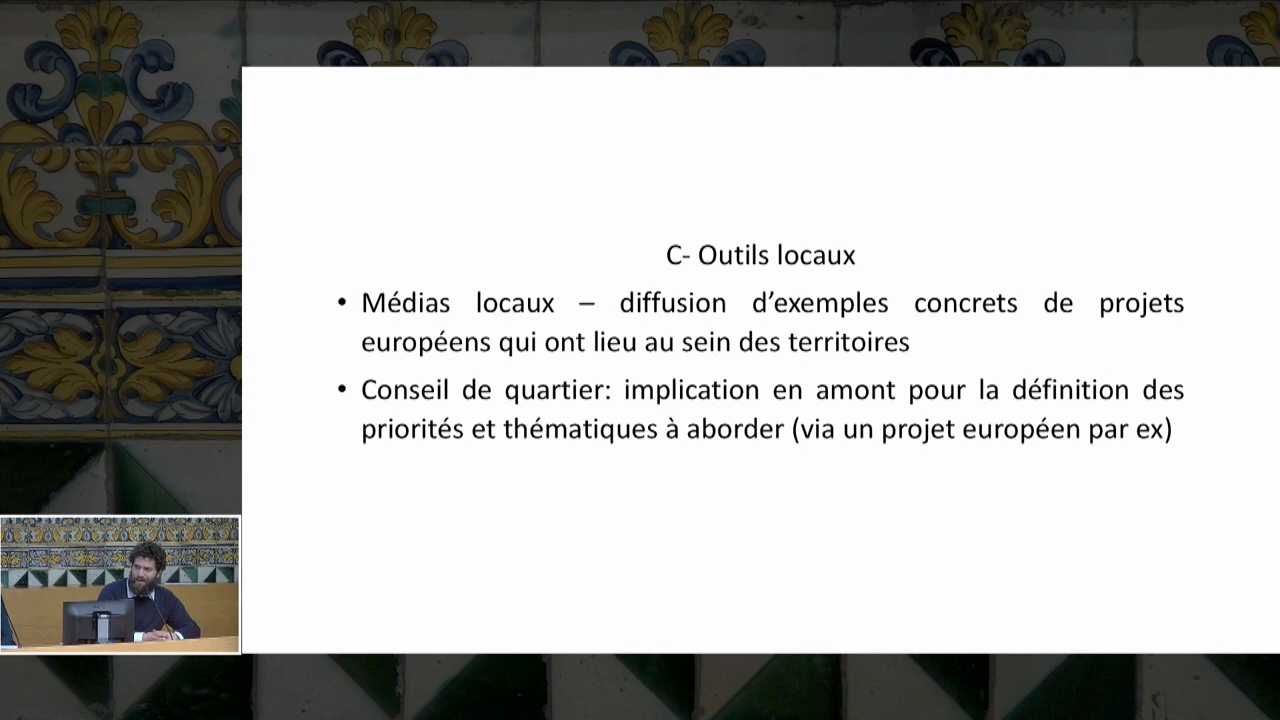 C- Outils locaux
• Médias locaux – diffusion d’exemples concrets de projets
européens qui ont lieu au sein des territoires
• Conseil de quartier: implication en amont pour la définition des
priorités et thématiques à aborder (via un projet européen par ex)